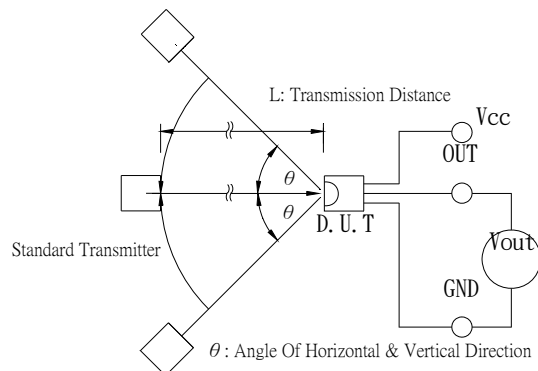 L: Transmission Distance
Vcc
OUT
θ
θ
D.U.T
Standard Transmitter
Vout
GND
θ : Angle Of Horizontal & Vertical Direction